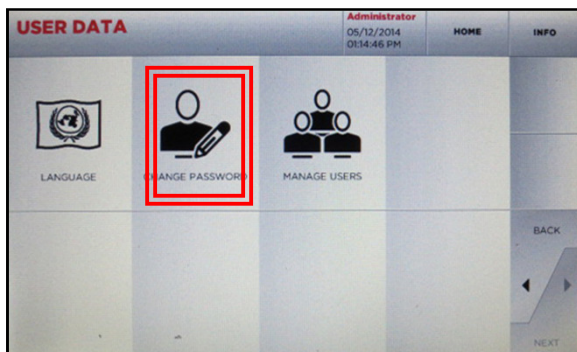 USER DATA
Administrator
05/12/2014
01:14:46 PM
HOME
INFO
LANGUAGE
CHANGE PASSWORD
MANAGE USERS
BACK
NEXT